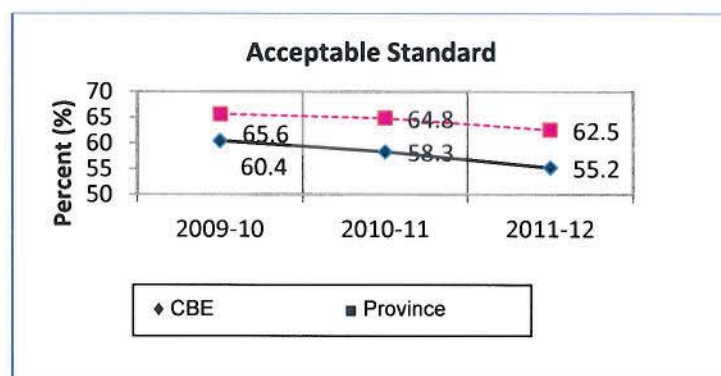 Acceptable Standard
Percent (%)
70
65
60
55
50
65.6
64.8
62.5
60.4
58.3
55.2
2009-10 2010-11 2011-12
CBE Province